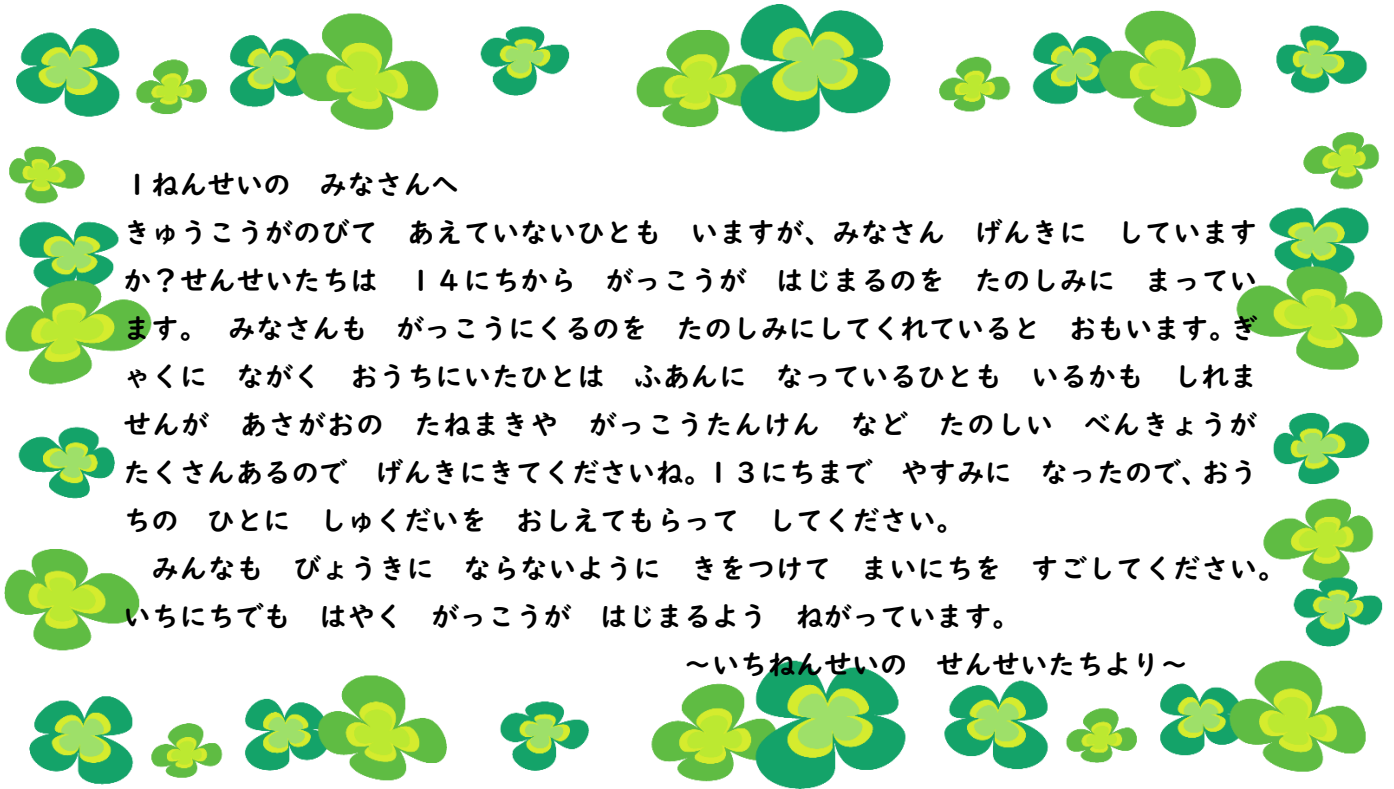 １ねんせいの　みなさんへ
きゅうこうがのびて　あえていないひとも　いますが、みなさん　げんきに　しています
か？せんせいたちは　１４にちから　がっこうが　はじまるのを　たのしみに　まってい
ます。　みなさんも　がっこうにくるのを　たのしみにしてくれていると　おもいます。ぎ
ゃくに　ながく　おうちにいたひとは　ふあんに　なっているひとも　いるかも　しれま
せんが　あさがおの　たねまきや　がっこうたんけん　など　たのしい　べんきょうが
たくさんあるので　げんきにきてくださいね。１３にちまで　やすみに　なったので、おう
ちの　ひとに　しゅくだいを　おしえてもらって　してください。
　みんなも　びょうきに　ならないように　きをつけて　まいにちを　すごしてください。
いちにちでも　はやく　がっこうが　はじまるよう　ねがっています。
～いちねんせいの　せんせいたちより～